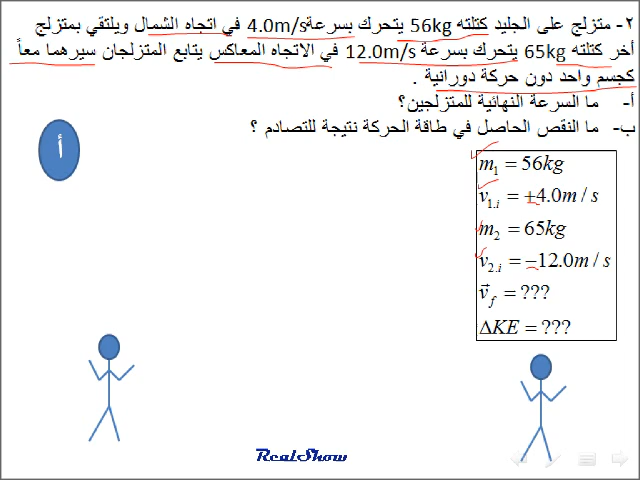 ٢- متزلج على الجليد كتلته 56kg يتحرك بسرعة4.0m/s في اتجاه الشمال ويلتقي بمتزلج
أخر كتلته 65kg يتحرك بسرعة 12.0m/s في الاتجاه المعاكس يتابع المتزلجان سيرهما معاً
كجسم واحد دون حركة دورانية .
أ- ما السرعة النهائية للمتزلجين؟
ب- ما النقص الحاصل في طاقة الحركة نتيجة للتصادم ؟
أ
m₁ = 56kg
v₁.ᵢ = +4.0m / s
m₂ = 65kg
v₂.ᵢ = −12.0m / s
v⃗_f = ???
ΔKE = ???
RealShow